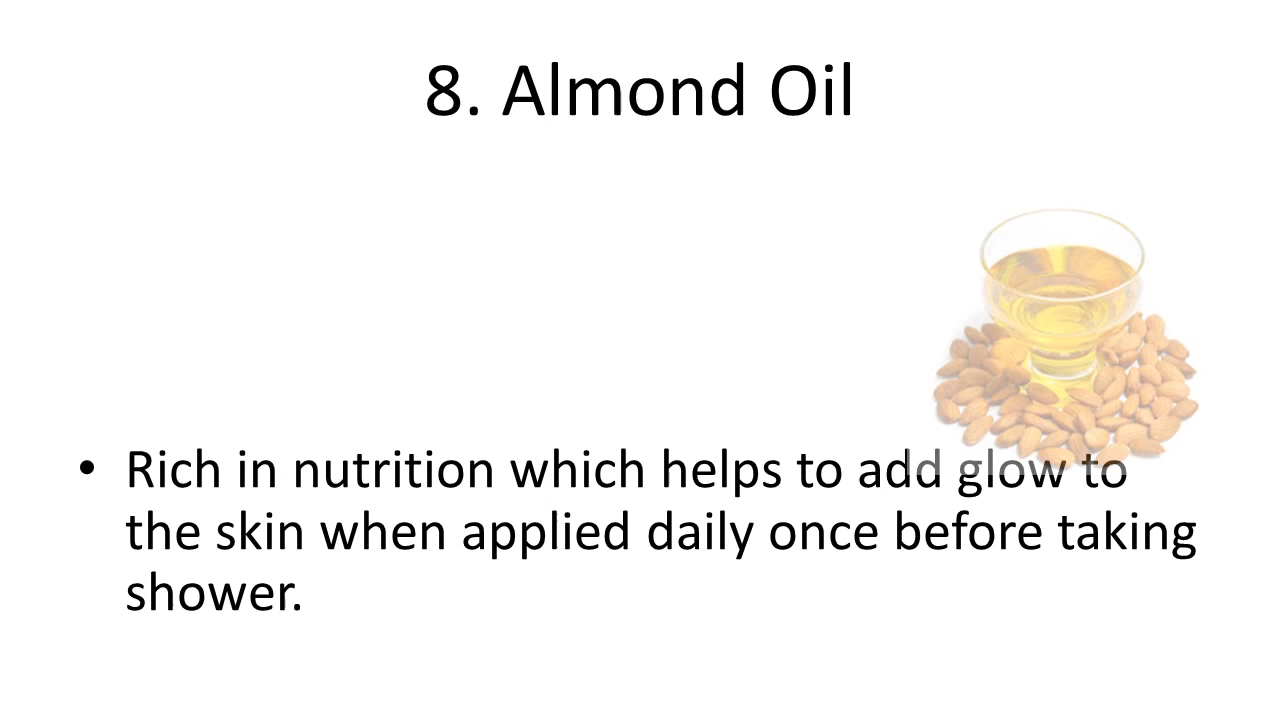 8. Almond Oil
• Rich in nutrition which helps to add glow to
the skin when applied daily once before taking
shower.